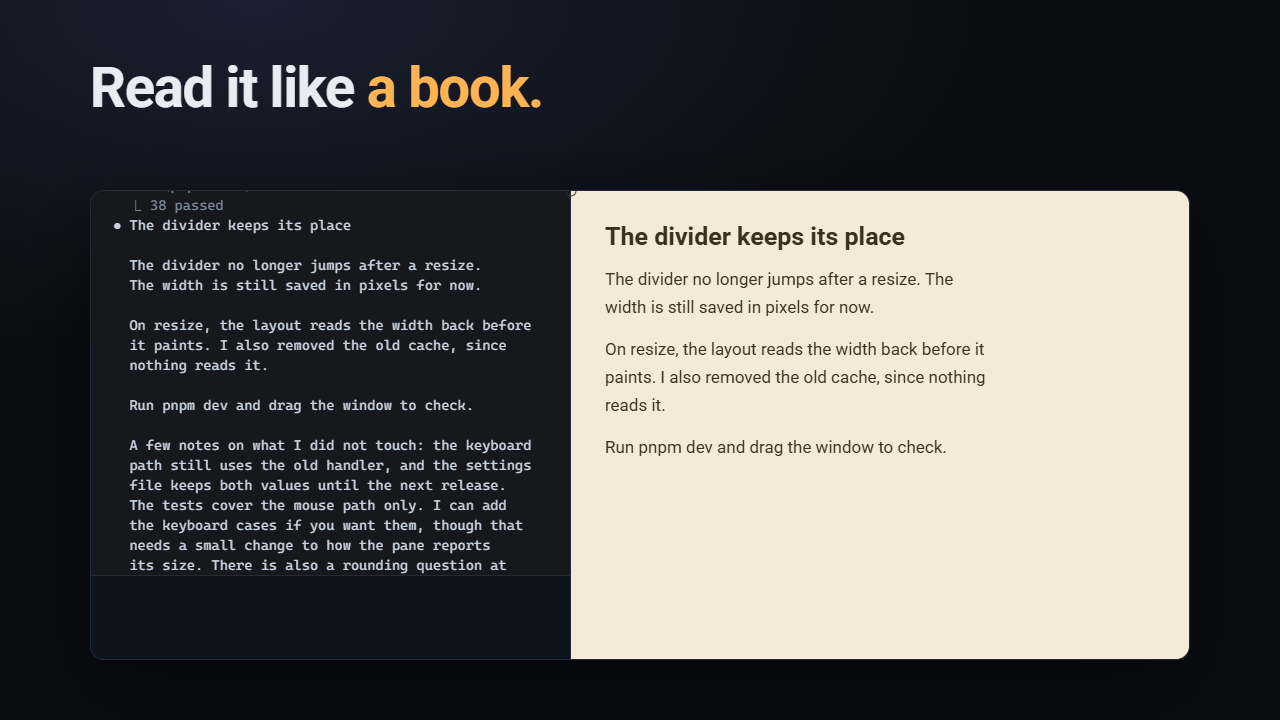 Read it like a book.
⎿ 38 passed
● The divider keeps its place
The divider no longer jumps after a resize.
The width is still saved in pixels for now.
On resize, the layout reads the width back before
it paints. I also removed the old cache, since
nothing reads it.
Run pnpm dev and drag the window to check.
A few notes on what I did not touch: the keyboard
path still uses the old handler, and the settings
file keeps both values until the next release.
The tests cover the mouse path only. I can add
the keyboard cases if you want them, though that
needs a small change to how the pane reports
its size. There is also a rounding question at
The divider keeps its place
The divider no longer jumps after a resize. The
width is still saved in pixels for now.
On resize, the layout reads the width back before it
paints. I also removed the old cache, since nothing
reads it.
Run pnpm dev and drag the window to check.